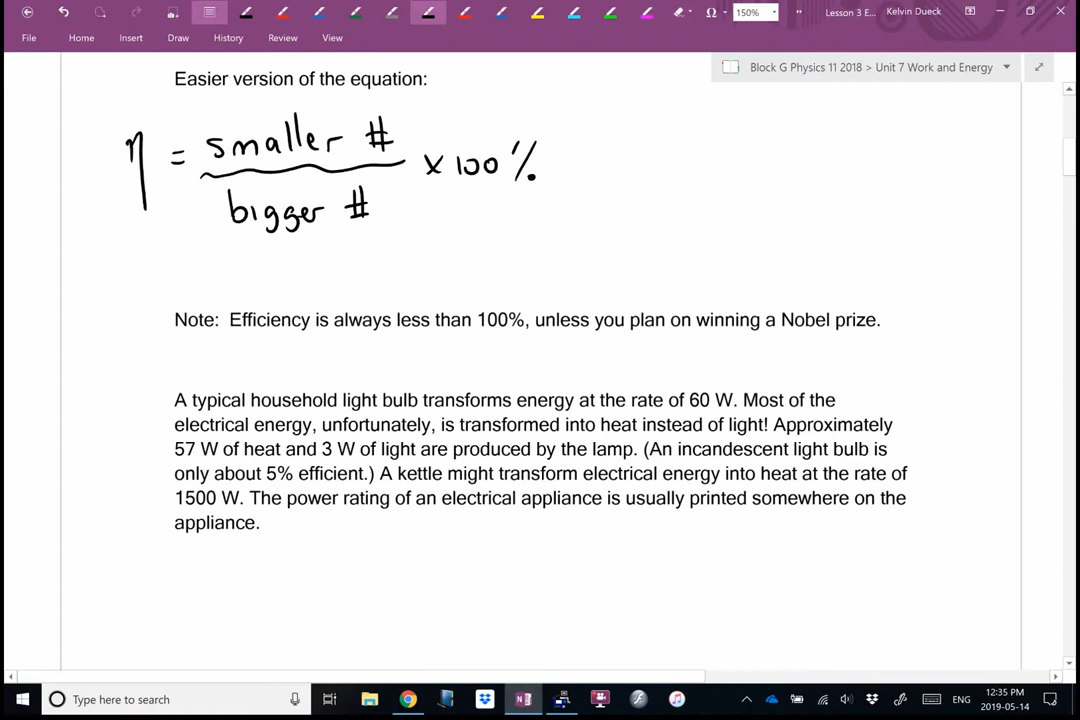 150% Lesson 3 E... Kelvin Dueck
File Home Insert Draw History Review View
Block G Physics 11 2018 > Unit 7 Work and Energy
Easier version of the equation:
η = smaller # / bigger # x 100%
Note: Efficiency is always less than 100%, unless you plan on winning a Nobel prize.
A typical household light bulb transforms energy at the rate of 60 W. Most of the
electrical energy, unfortunately, is transformed into heat instead of light! Approximately
57 W of heat and 3 W of light are produced by the lamp. (An incandescent light bulb is
only about 5% efficient.) A kettle might transform electrical energy into heat at the rate of
1500 W. The power rating of an electrical appliance is usually printed somewhere on the
appliance.
Type here to search
ENG
12:35 PM
2019-05-14